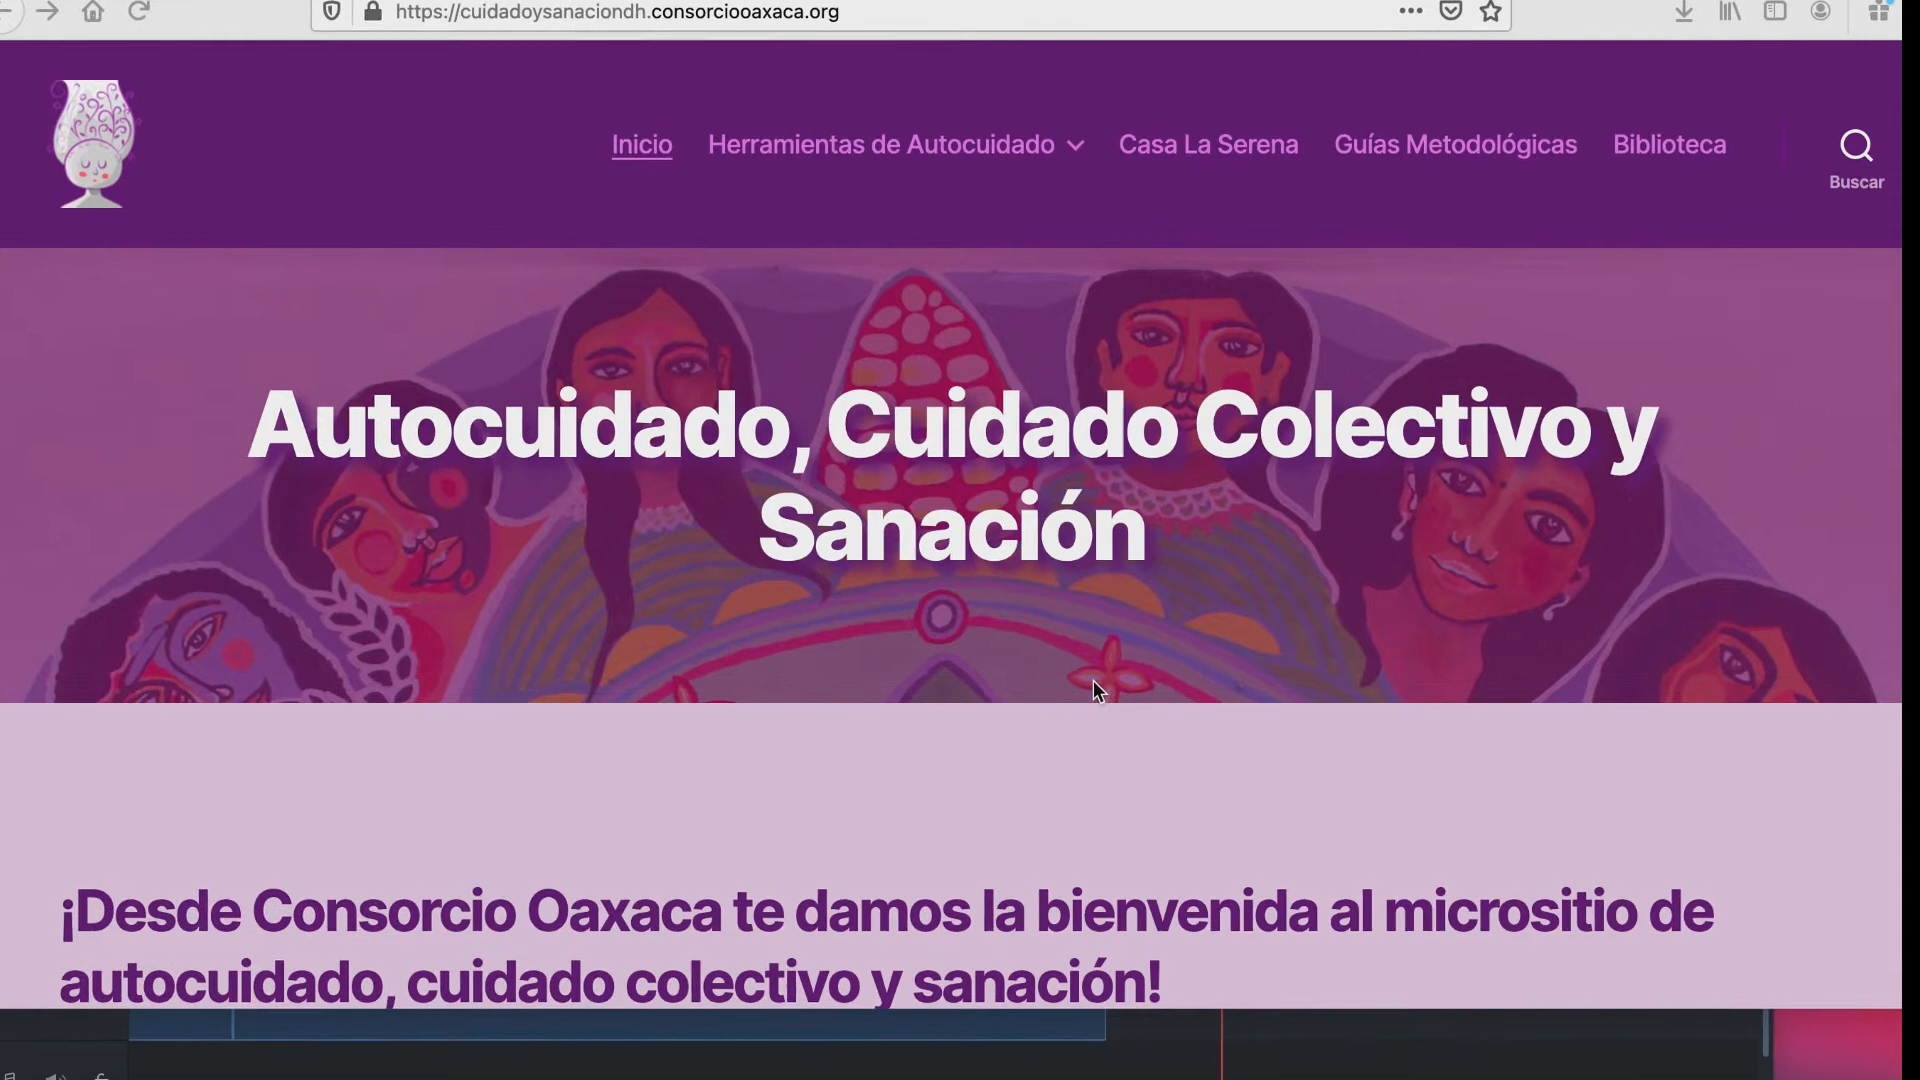 https://cuidadoysanaciondh.consorciooaxaca.org
Inicio Herramientas de Autocuidado Casa La Serena Guías Metodológicas Biblioteca
Buscar
Autocuidado, Cuidado Colectivo y
Sanación
¡Desde Consorcio Oaxaca te damos la bienvenida al micrositio de
autocuidado, cuidado colectivo y sanación!